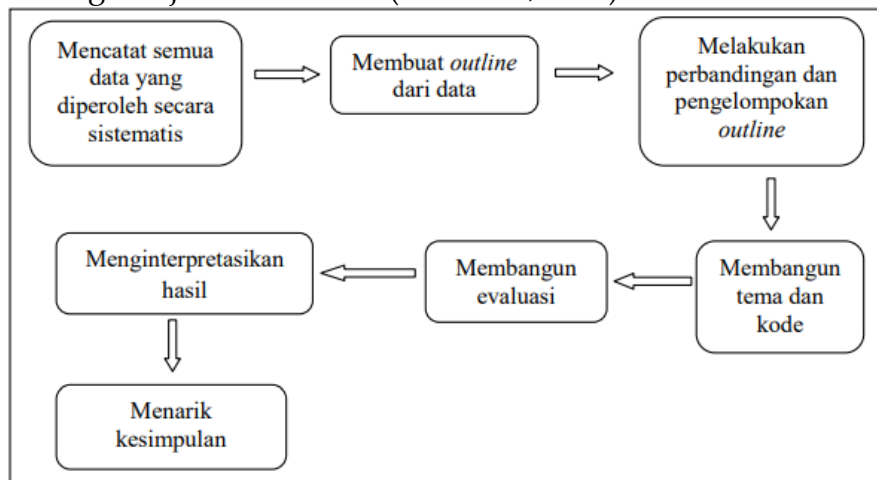 Mencatat semua
data yang
diperoleh secara
sistematis
Membuat outline
dari data
Melakukan
perbandingan dan
pengelompokan
outline
Membangun
tema dan
kode
Membangun
evaluasi
Menginterpretasikan
hasil
Menarik
kesimpulan